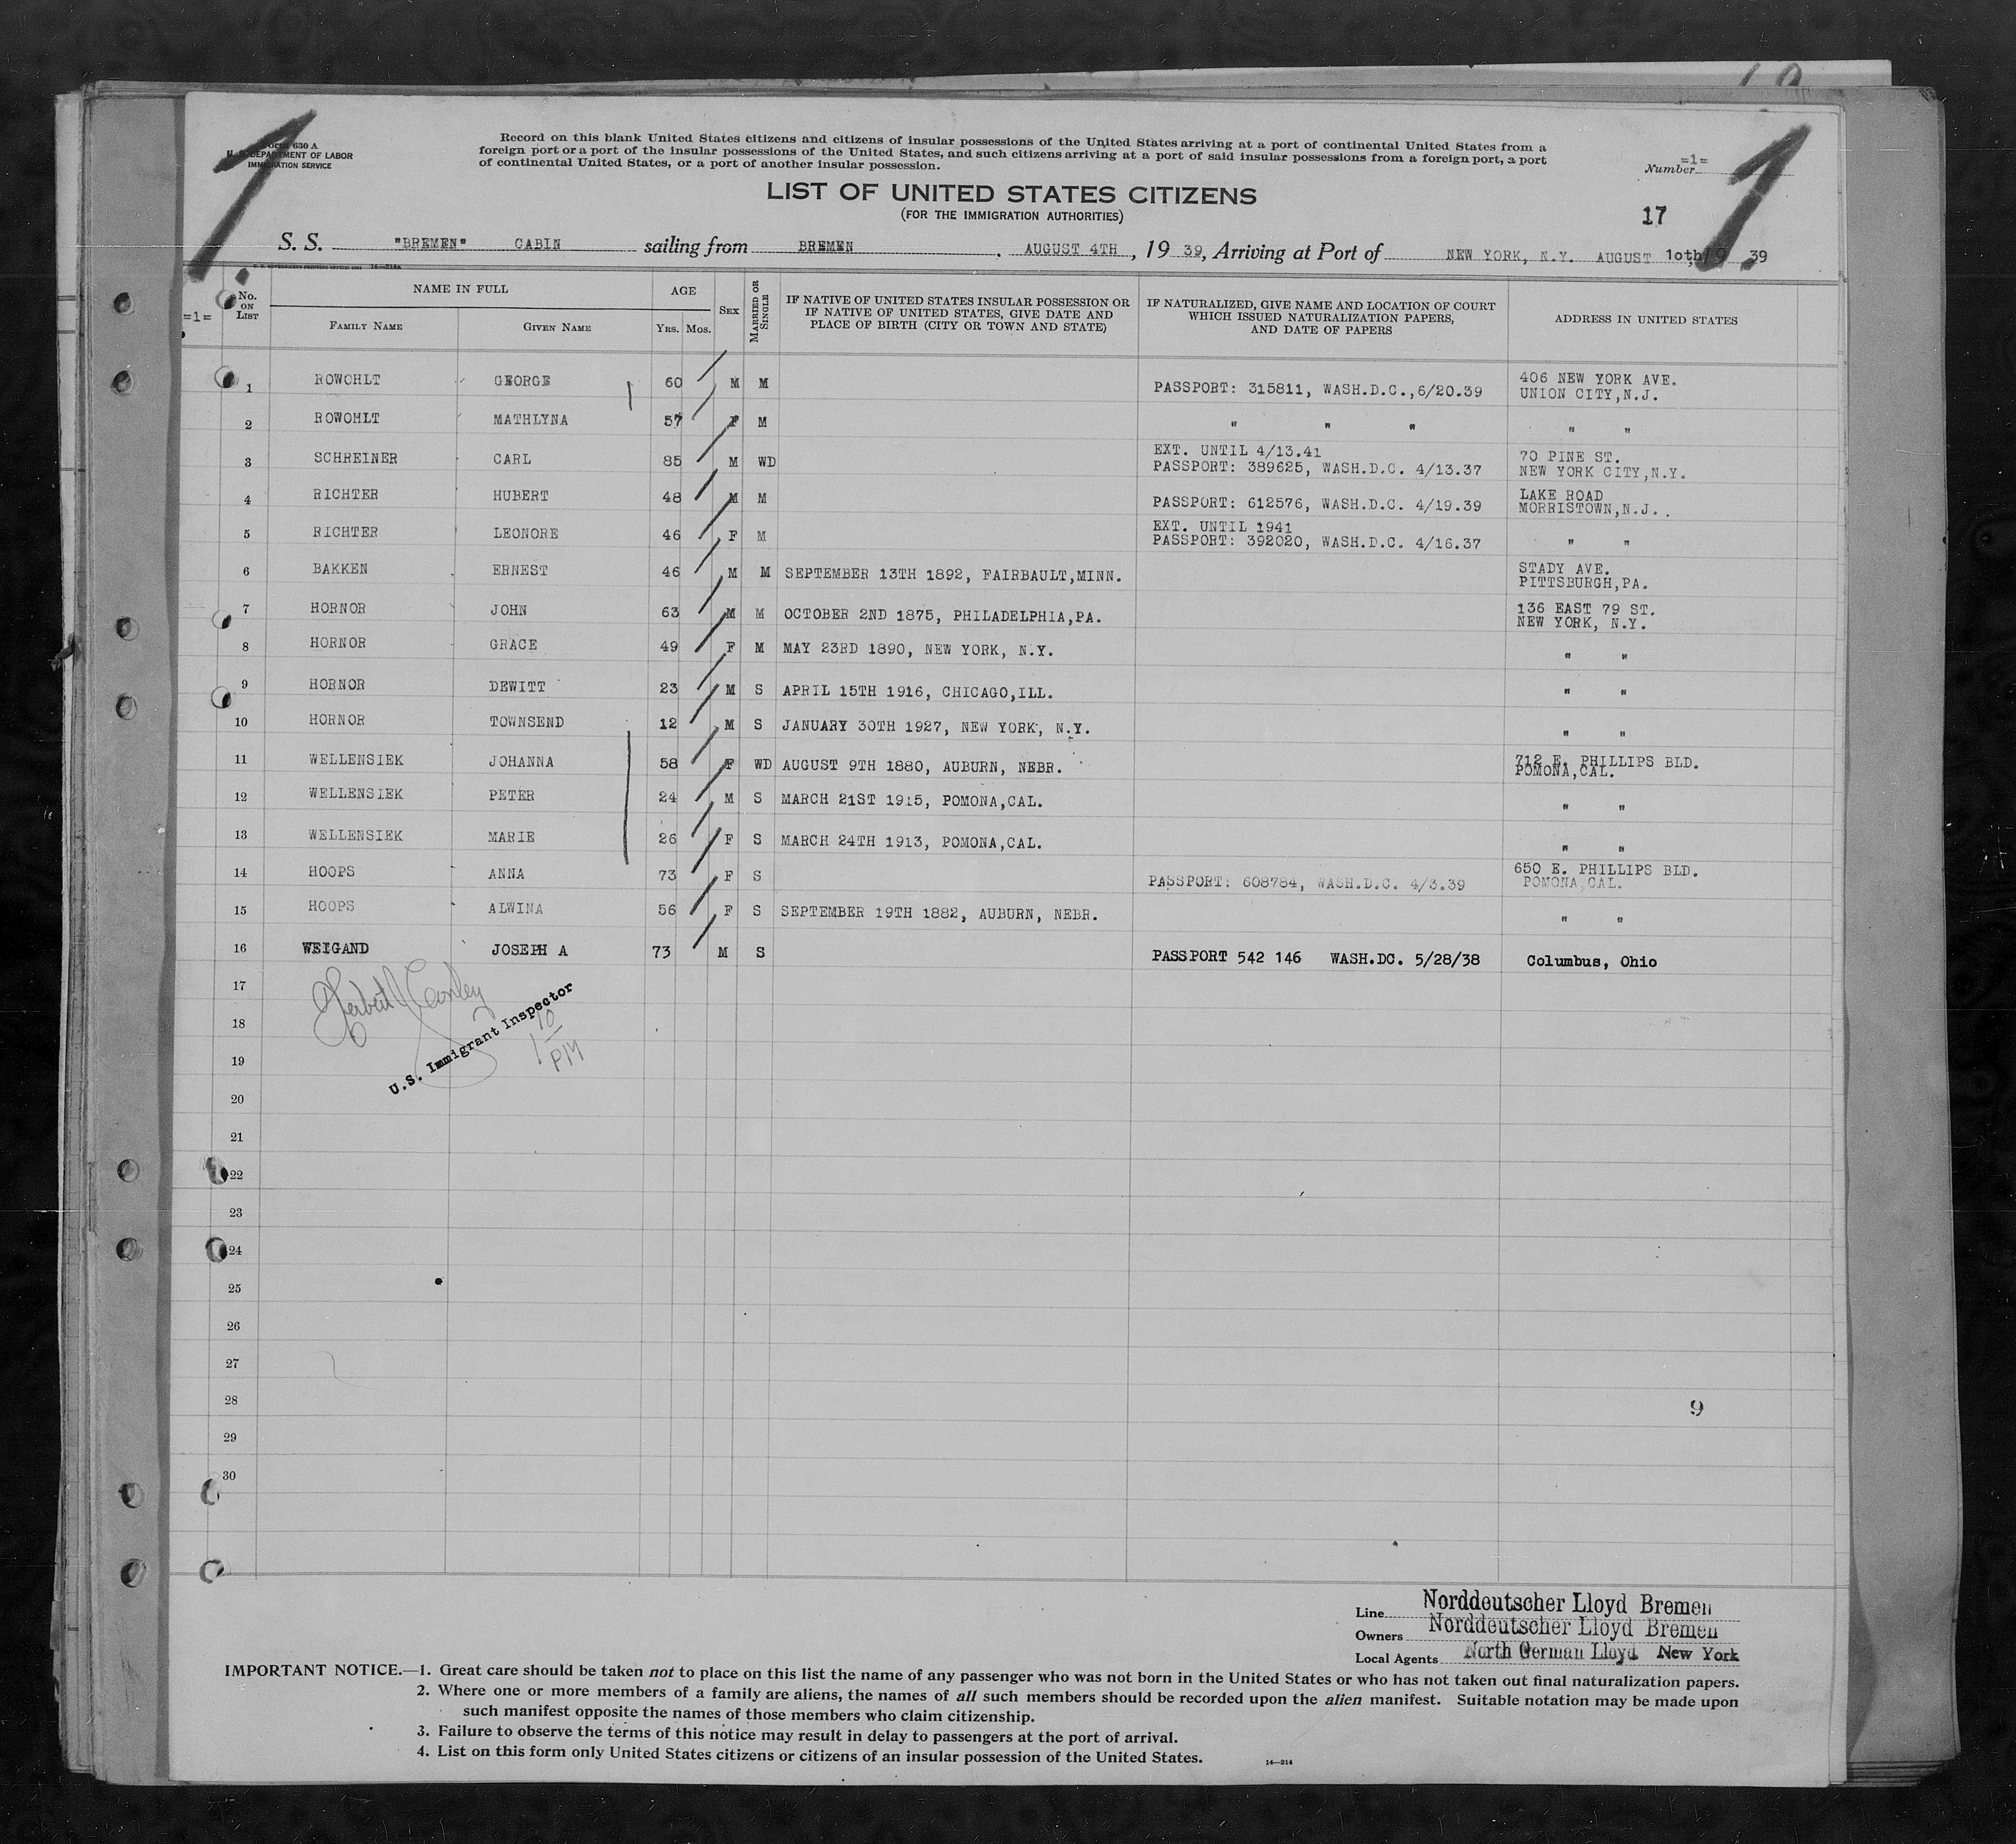 Form 630 A
U. S. DEPARTMENT OF LABOR
IMMIGRATION SERVICE
Record on this blank United States citizens and citizens of insular possessions of the United States arriving at a port of continental United States from a
foreign port or a port of the insular possessions of the United States, and such citizens arriving at a port of said insular possessions from a foreign port, a port
of continental United States, or a port of another insular possession.
Number =1=
1 1
LIST OF UNITED STATES CITIZENS
(FOR THE IMMIGRATION AUTHORITIES)
17
S. S. "BREMEN" CABIN sailing from BREMEN, AUGUST 4TH, 19 39, Arriving at Port of NEW YORK, N.Y. AUGUST 10th, 19 39
=1=
No. ON LIST
NAME IN FULL
FAMILY NAME GIVEN NAME
AGE
YRS. MOS.
SEX
MARRIED OR SINGLE
IF NATIVE OF UNITED STATES INSULAR POSSESSION OR
IF NATIVE OF UNITED STATES, GIVE DATE AND
PLACE OF BIRTH (CITY OR TOWN AND STATE)
IF NATURALIZED, GIVE NAME AND LOCATION OF COURT
WHICH ISSUED NATURALIZATION PAPERS,
AND DATE OF PAPERS
ADDRESS IN UNITED STATES
1 ROWOHLT GEORGE 60 M M PASSPORT: 315811, WASH.D.C.,6/20.39 406 NEW YORK AVE.
UNION CITY,N.J.
2 ROWOHLT MATHLYNA 57 F M " " " " "
3 SCHREINER CARL 85 M WD EXT. UNTIL 4/13.41 70 PINE ST.
PASSPORT: 389625, WASH.D.C. 4/13.37 NEW YORK CITY,N.Y.
4 RICHTER HUBERT 48 M M PASSPORT: 612576, WASH.D.C. 4/19.39 LAKE ROAD
MORRISTOWN,N.J..
5 RICHTER LEONORE 46 F M EXT. UNTIL 1941
PASSPORT: 392020, WASH.D.C. 4/16.37 " "
6 BAKKEN ERNEST 46 M M SEPTEMBER 13TH 1892, FAIRBAULT,MINN. STADY AVE.
PITTSBURGH,PA.
7 HORNOR JOHN 63 M M OCTOBER 2ND 1875, PHILADELPHIA,PA. 136 EAST 79 ST.
NEW YORK, N.Y.
8 HORNOR GRACE 49 F M MAY 23RD 1890, NEW YORK, N.Y. " "
9 HORNOR DEWITT 23 M S APRIL 15TH 1916, CHICAGO,ILL. " "
10 HORNOR TOWNSEND 12 M S JANUARY 30TH 1927, NEW YORK, N.Y. " "
11 WELLENSIEK JOHANNA 58 F WD AUGUST 9TH 1880, AUBURN, NEBR. 712 E. PHILLIPS BLD.
POMONA,CAL.
12 WELLENSIEK PETER 24 M S MARCH 21ST 1915, POMONA,CAL. " "
13 WELLENSIEK MARIE 26 F S MARCH 24TH 1913, POMONA,CAL. " "
14 HOOPS ANNA 73 F S PASSPORT: 608784, WASH.D.C. 4/3.39 650 E. PHILLIPS BLD.
POMONA,CAL.
15 HOOPS ALWINA 56 F S SEPTEMBER 19TH 1882, AUBURN, NEBR. " "
16 WEIGAND JOSEPH A 73 M S PASSPORT 542 146 WASH.DC. 5/28/38 Columbus, Ohio
17
18
U.S. Immigrant Inspector
1 10 PM
19
20
21
22
23
24
25
26
27
28
9
29
30
Line Norddeutscher Lloyd Bremen
Owners Norddeutscher Lloyd Bremen
Local Agents North German Lloyd New York
IMPORTANT NOTICE.—1. Great care should be taken not to place on this list the name of any passenger who was not born in the United States or who has not taken out final naturalization papers.
2. Where one or more members of a family are aliens, the names of all such members should be recorded upon the alien manifest. Suitable notation may be made upon
such manifest opposite the names of those members who claim citizenship.
3. Failure to observe the terms of this notice may result in delay to passengers at the port of arrival.
4. List on this form only United States citizens or citizens of an insular possession of the United States.
14—214